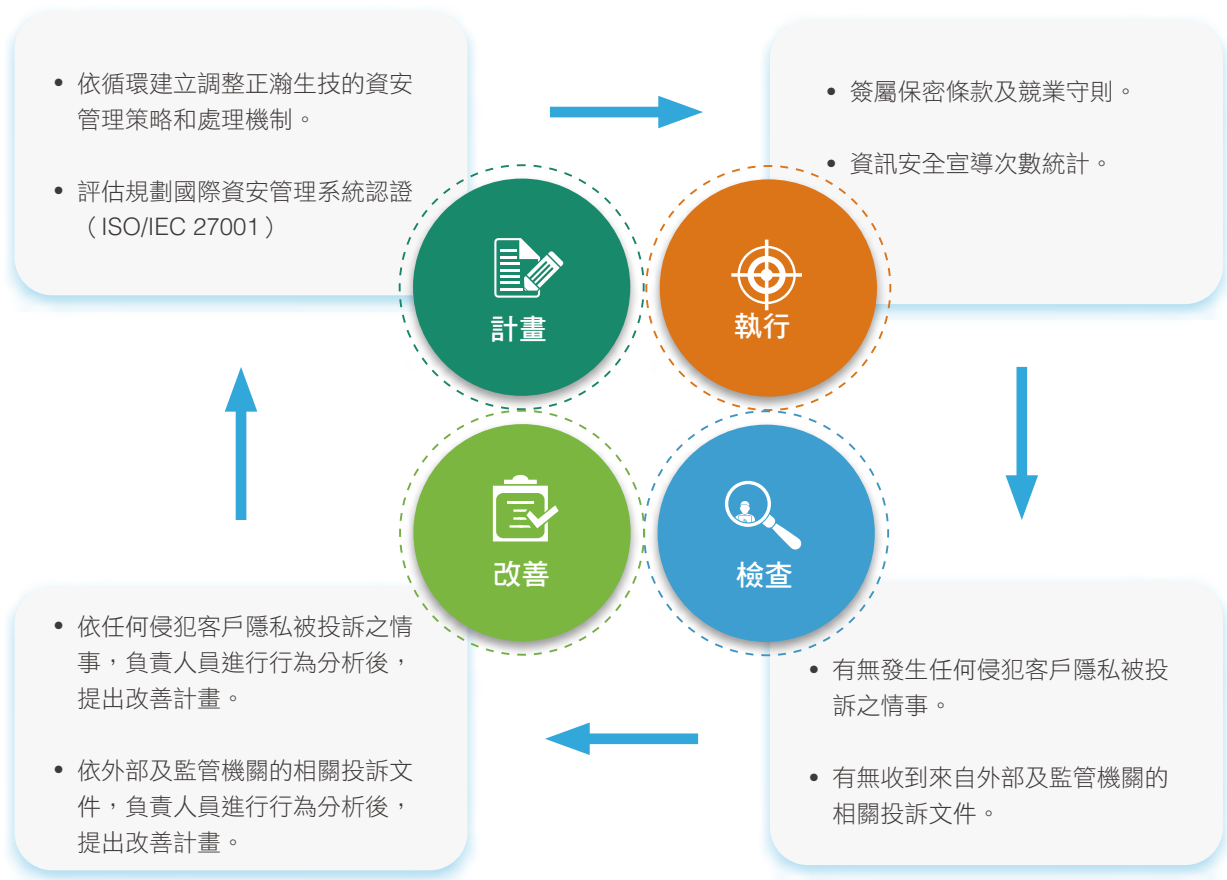 • 依循環建立調整正瀚生技的資安
管理策略和處理機制。
• 評估規劃國際資安管理系統認證
（ISO/IEC 27001）
計畫
• 簽屬保密條款及競業守則。
• 資訊安全宣導次數統計。
執行
改善
• 依任何侵犯客戶隱私被投訴之情
事，負責人員進行行為分析後，
提出改善計畫。
• 依外部及監管機關的相關投訴文
件，負責人員進行行為分析後，
提出改善計畫。
檢查
• 有無發生任何侵犯客戶隱私被投
訴之情事。
• 有無收到來自外部及監管機關的
相關投訴文件。